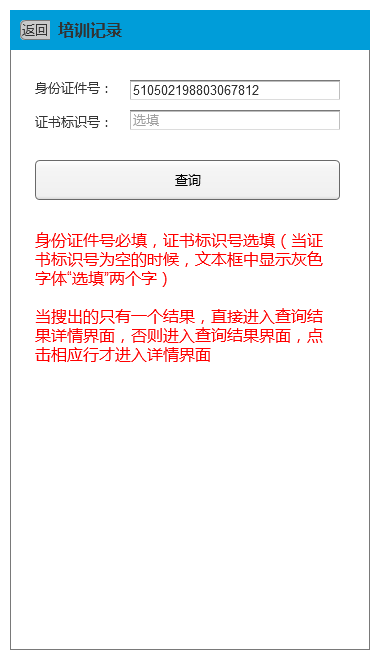 返回 培训记录
身份证件号： 510502198803067812
证书标识号： 选填
查询
身份证件号必填，证书标识号选填（当证
书标识号为空的时候，文本框中显示灰色
字体“选填”两个字）
当搜出的只有一个结果，直接进入查询结
果详情界面，否则进入查询结果界面，点
击相应行才进入详情界面